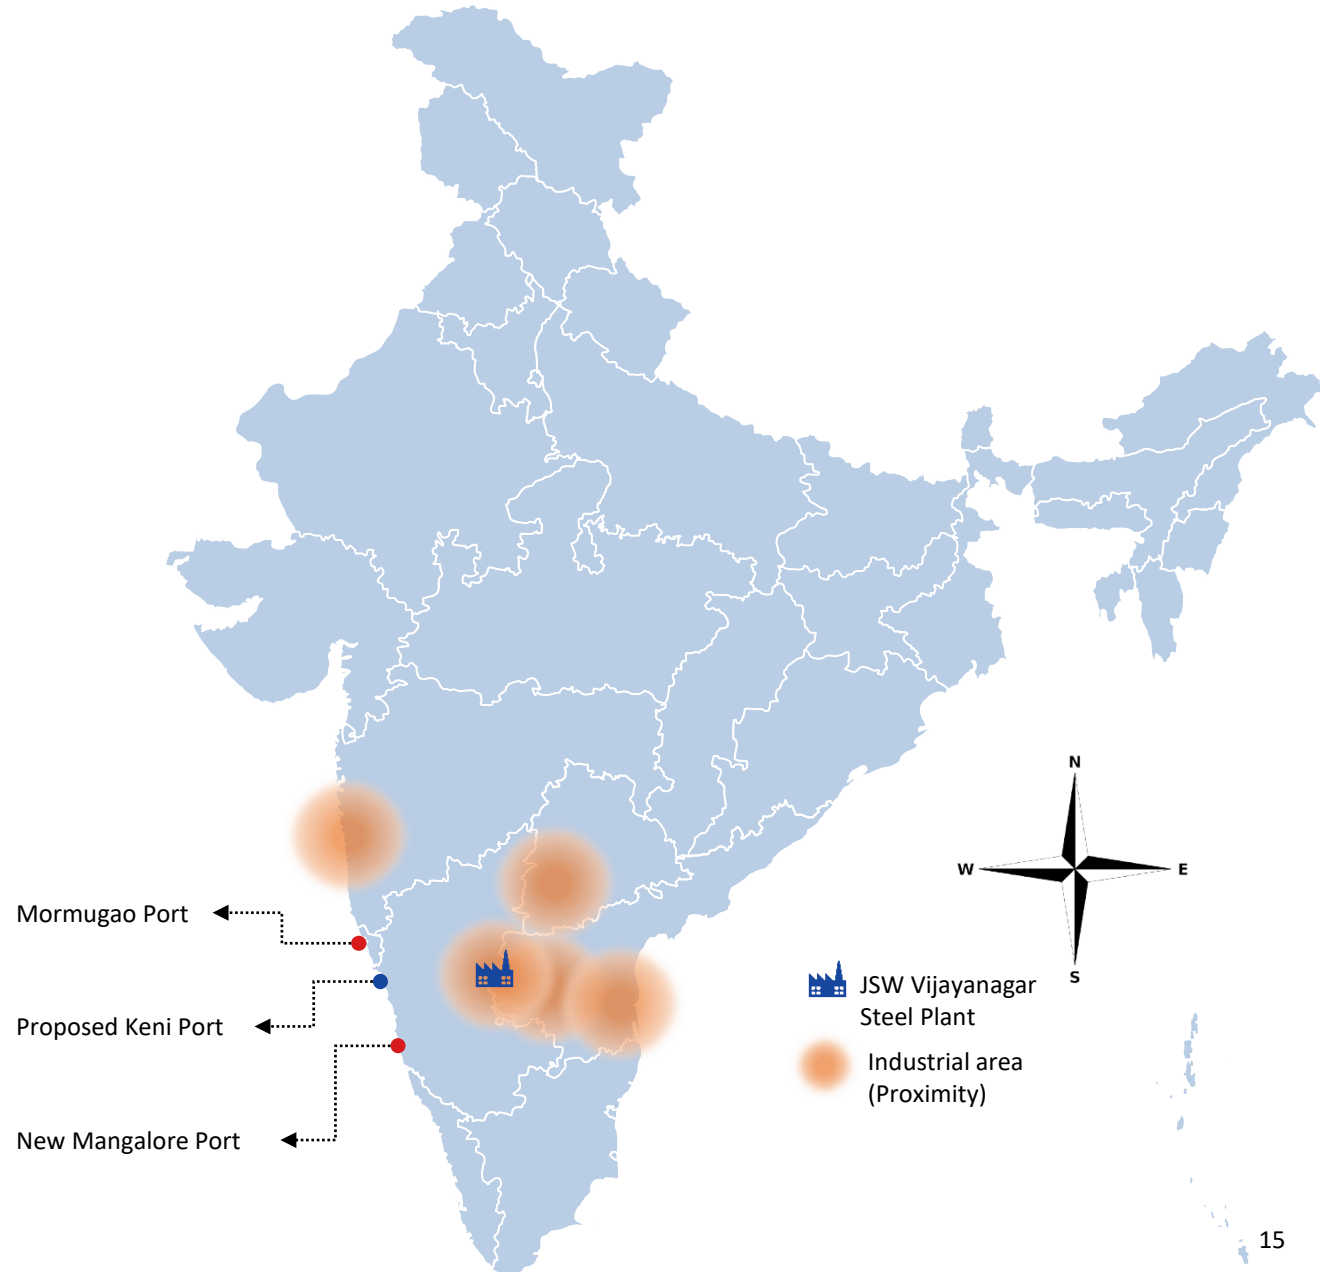 N
W
E
S
Mormugao Port
Proposed Keni Port
New Mangalore Port
JSW Vijayanagar
Steel Plant
Industrial area
(Proximity)
15